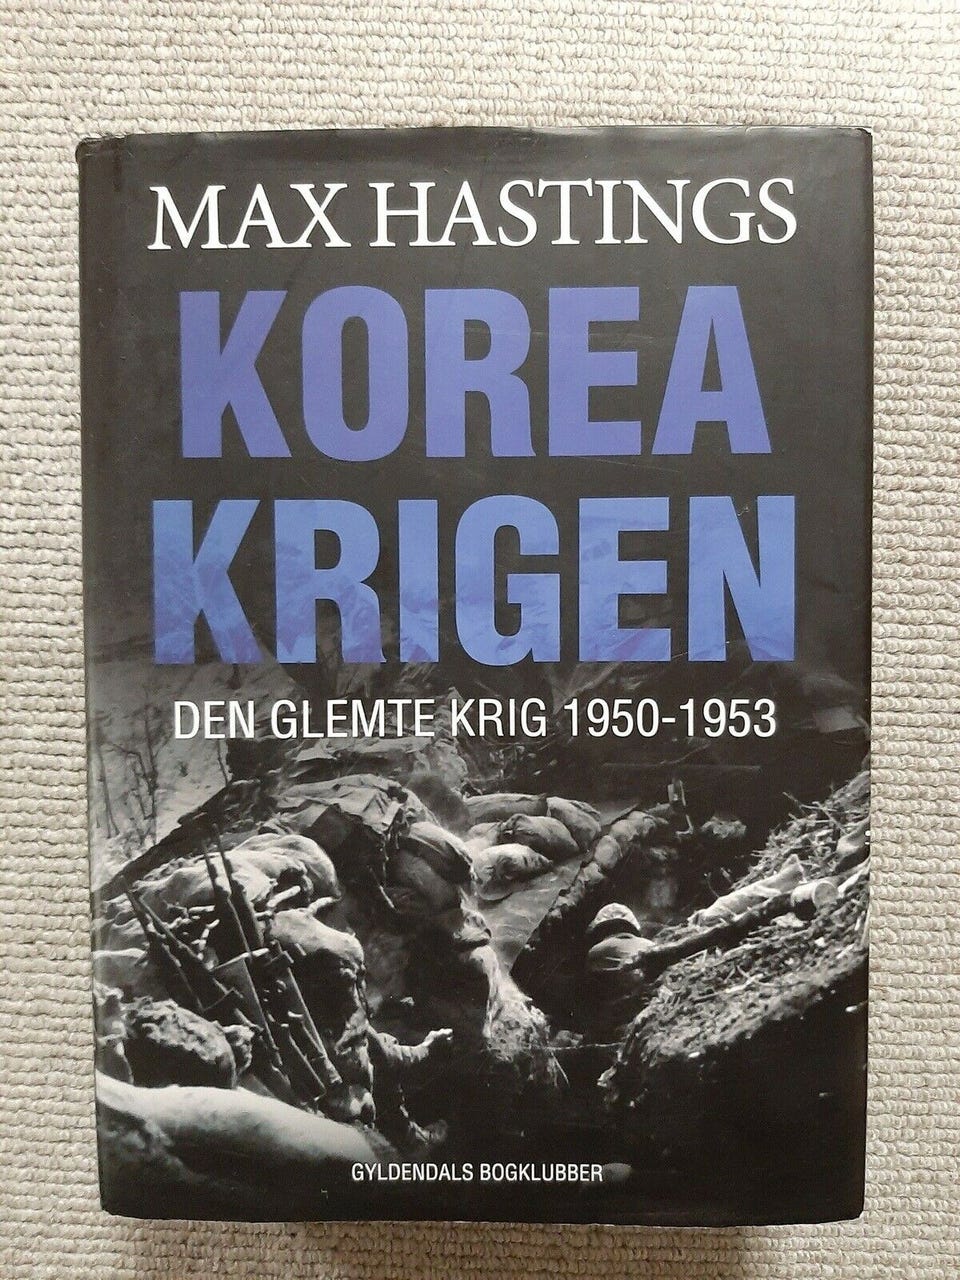 MAX HASTINGS
KOREA
KRIGEN
DEN GLEMTE KRIG 1950-1953
GYLDENDALS BOGKLUBBER